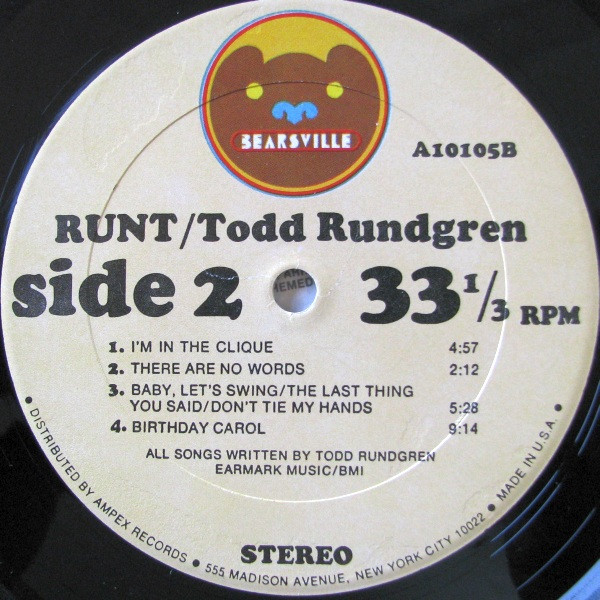 BEARSVILLE
A10105B
RUNT/Todd Rundgren
side 2 33 1/3 RPM
1. I'M IN THE CLIQUE 4:57
2. THERE ARE NO WORDS 2:12
3. BABY, LET'S SWING/THE LAST THING
YOU SAID/DON'T TIE MY HANDS 5:28
4. BIRTHDAY CAROL 9:14
ALL SONGS WRITTEN BY TODD RUNDGREN
EARMARK MUSIC/BMI
STEREO
• DISTRIBUTED BY AMPEX RECORDS • 555 MADISON AVENUE, NEW YORK CITY 10022 • MADE IN U.S.A. •